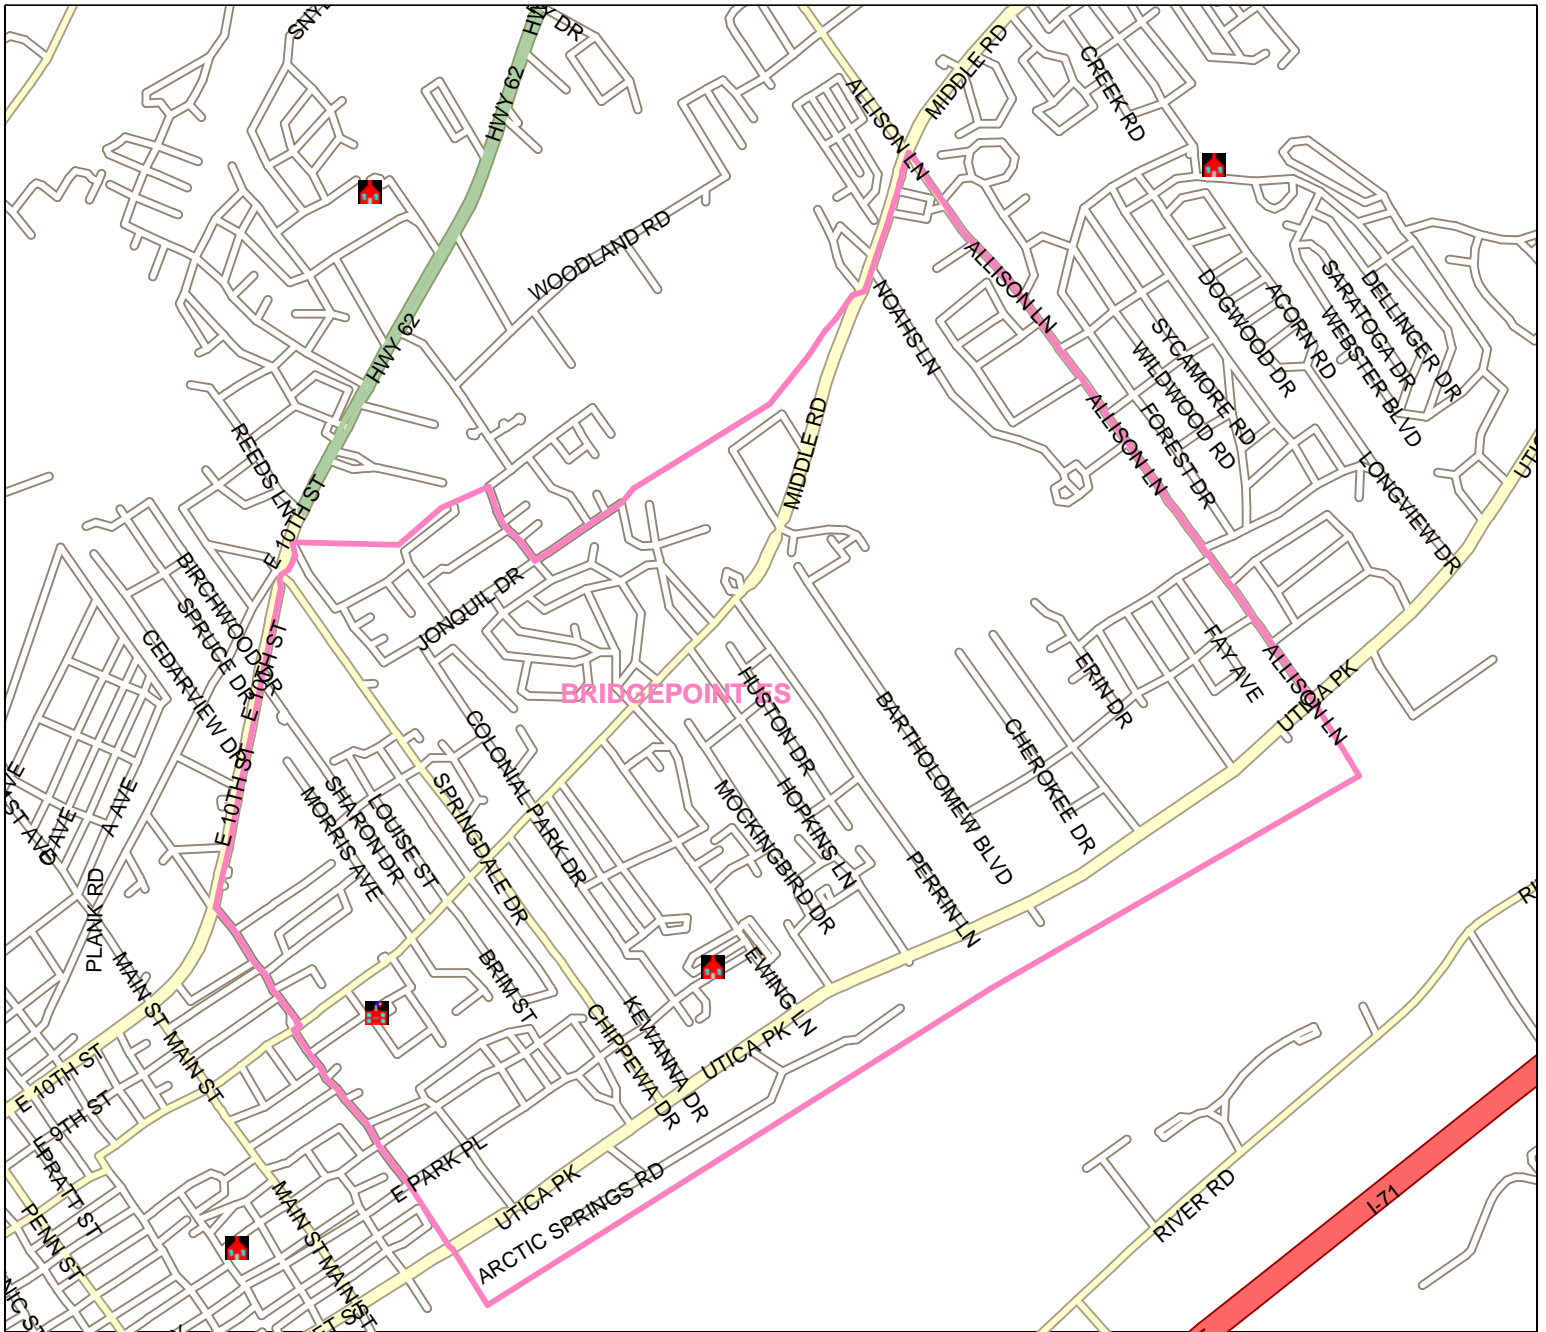 HWY 62
MIDDLE RD
CREEK RD
ALLISON LN
HWY 62
WOODLAND RD
ALLISON LN
NOAHS LN
DOGWOOD DR
ACORN RD
SARATOGA DR
DELLINGER DR
WEBSTER BLVD
SYCAMORE RD
WILDWOOD RD
FOREST DR
ALLISON LN
LONGVIEW DR
MIDDLE RD
REEDS LN
E 10TH ST
BIRCHWOOD DR
SPRUCE DR
CEDARVIEW DR
E 10TH ST
E 10TH ST
JONQUIL DR
BRIDGEPOINT ES
HUSTON DR
BARTHOLOMEW BLVD
CHEROKEE DR
ERIN DR
FAY AVE
ALLISON LN
UTICA PK
COLONIAL PARK DR
SPRINGDALE DR
LOUISE ST
SHARON DR
MORRIS AVE
MOCKINGBIRD DR
HOPKINS LN
PERRIN LN
A AVE
PLANK RD
MAIN ST
MAIN ST
BRIM ST
EWING LN
KEWANNA DR
CHIPPEWA DR
UTICA PK
E 10TH ST
E 9TH ST
PRATT ST
PENN ST
E PARK PL
UTICA PK
ARCTIC SPRINGS RD
MAIN ST
MAIN ST
RIVER RD
I-71